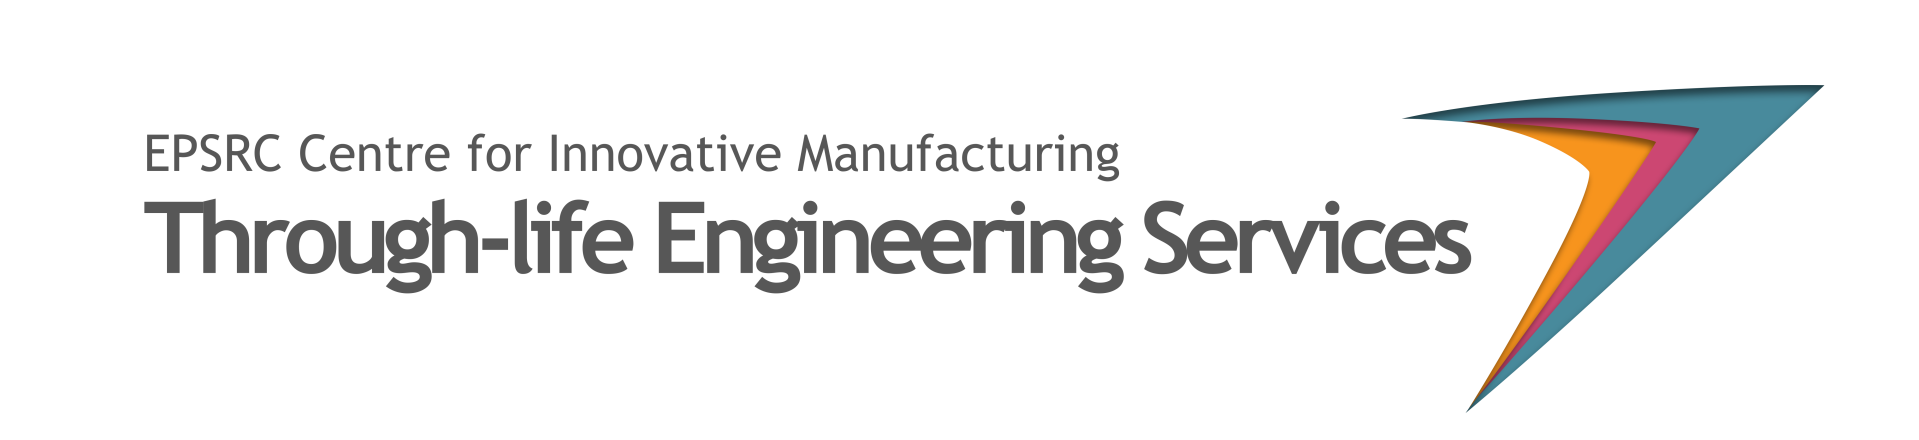 EPSRC Centre for Innovative Manufacturing
Through-life Engineering Services